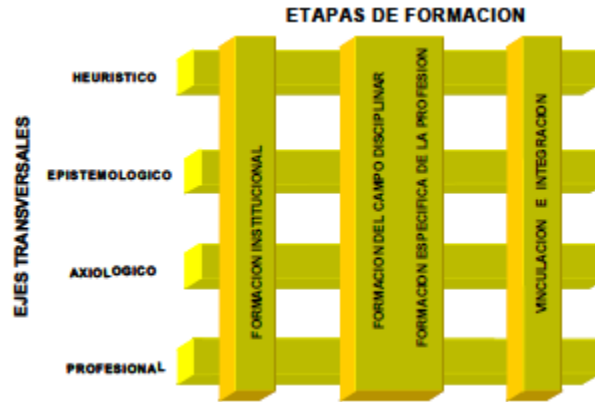 ETAPAS DE FORMACION
EJES TRANSVERSALES
HEURISTICO
EPISTEMOLOGICO
AXIOLOGICO
PROFESIONAL
FORMACION INSTITUCIONAL
FORMACION DEL CAMPO DISCIPLINAR
FORMACION ESPECIFICA DE LA PROFESION
VINCULACION E INTEGRACION